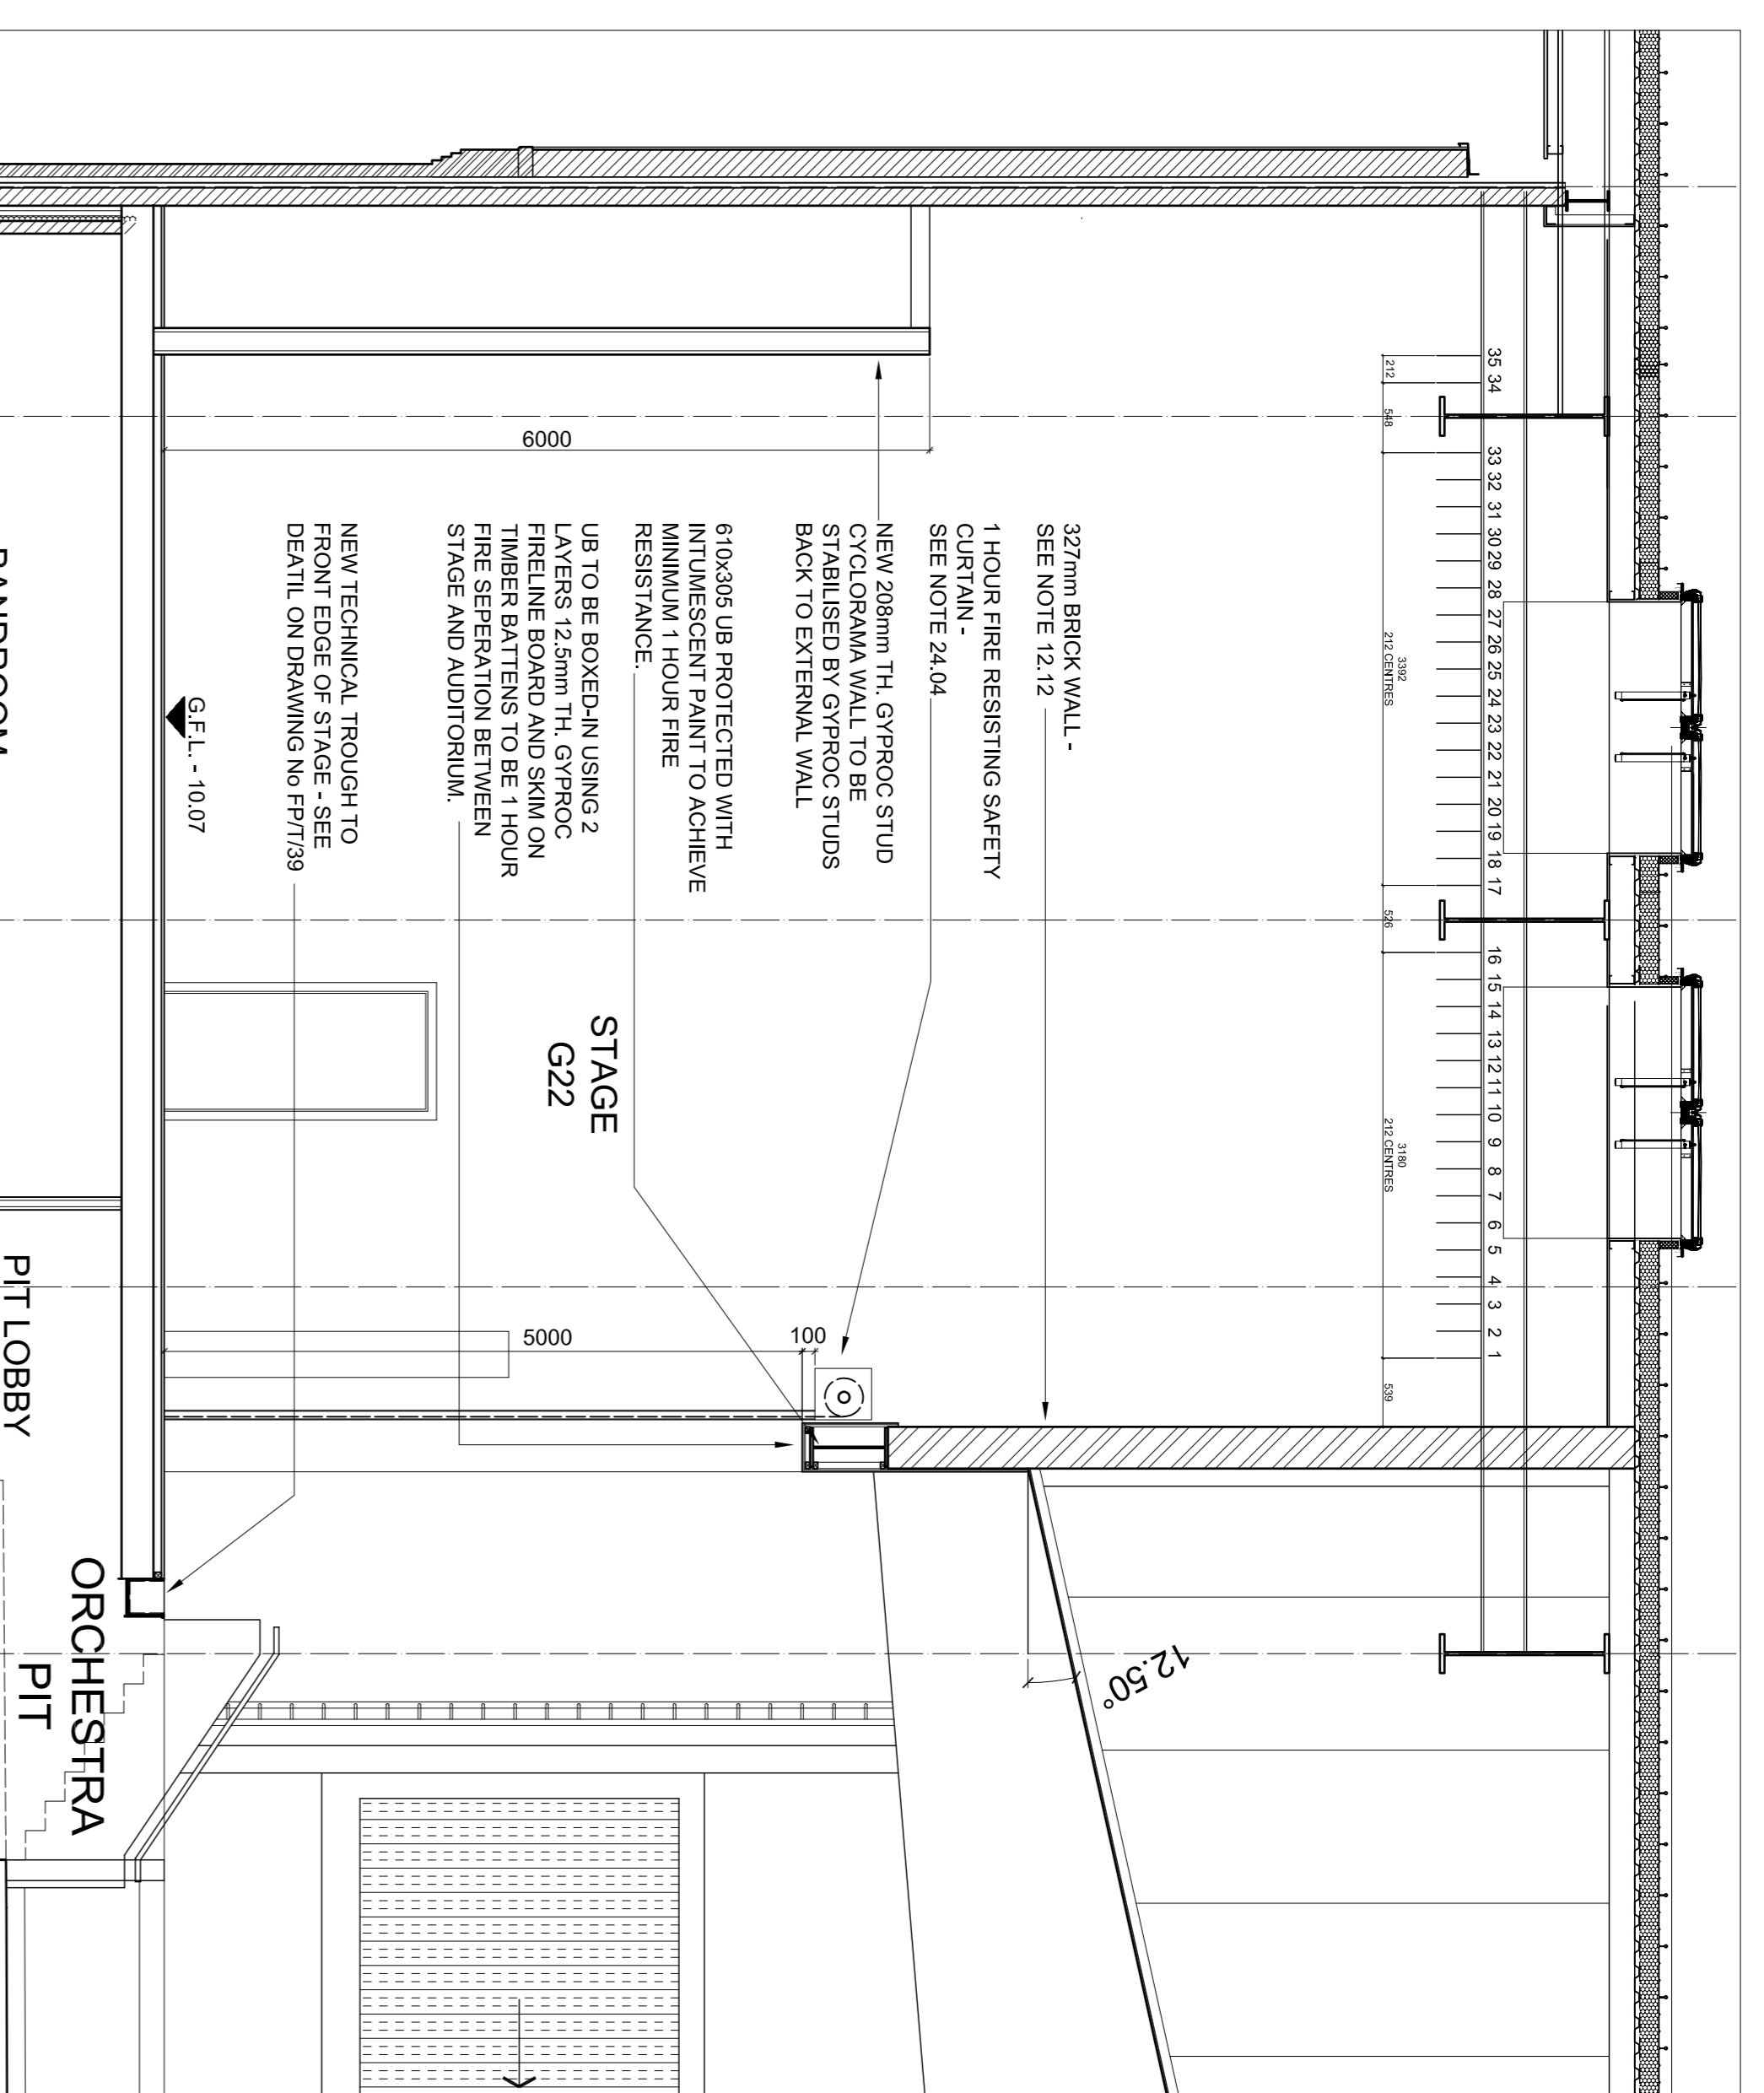 35 34 33 32 31 30 29 28 27 26 25 24 23 22 21 20 19 18 17 16 15 14 13 12 11 10 9 8 7 6 5 4 3 2 1
212
548
3392
212 CENTRES
526
3180
212 CENTRES
539
327mm BRICK WALL -
SEE NOTE 12.12
1 HOUR FIRE RESISTING SAFETY
CURTAIN -
SEE NOTE 24.04
NEW 208mm TH. GYPROC STUD
CYCLORAMA WALL TO BE
STABILISED BY GYPROC STUDS
BACK TO EXTERNAL WALL
610x305 UB PROTECTED WITH
INTUMESCENT PAINT TO ACHIEVE
MINIMUM 1 HOUR FIRE
RESISTANCE.
UB TO BE BOXED-IN USING 2
LAYERS 12.5mm TH. GYPROC
FIRELINE BOARD AND SKIM ON
TIMBER BATTENS TO BE 1 HOUR
FIRE SEPERATION BETWEEN
STAGE AND AUDITORIUM.
NEW TECHNICAL TROUGH TO
FRONT EDGE OF STAGE - SEE
DEATIL ON DRAWING No FP/T/39
6000
5000
100
12.50°
STAGE
G22
G.F.L. - 10.07
ORCHESTRA
PIT
PIT LOBBY
BANDROOM